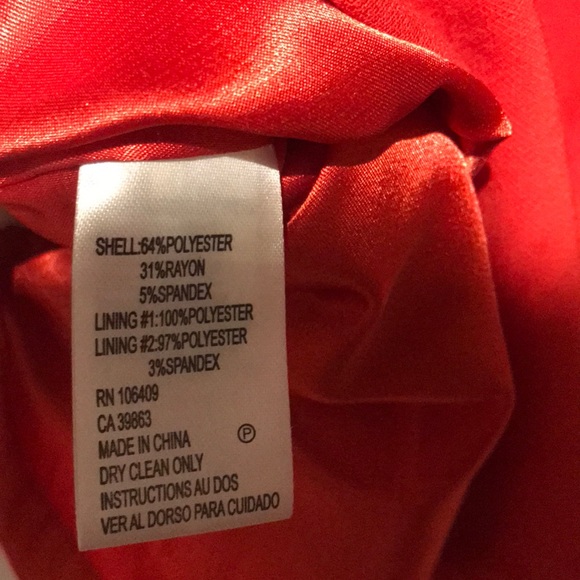 SHELL:64%POLYESTER
31%RAYON
5%SPANDEX
LINING #1:100%POLYESTER
LINING #2:97%POLYESTER
3%SPANDEX
RN 106409
CA 39863
MADE IN CHINA Ⓟ
DRY CLEAN ONLY
INSTRUCTIONS AU DOS
VER AL DORSO PARA CUIDADO